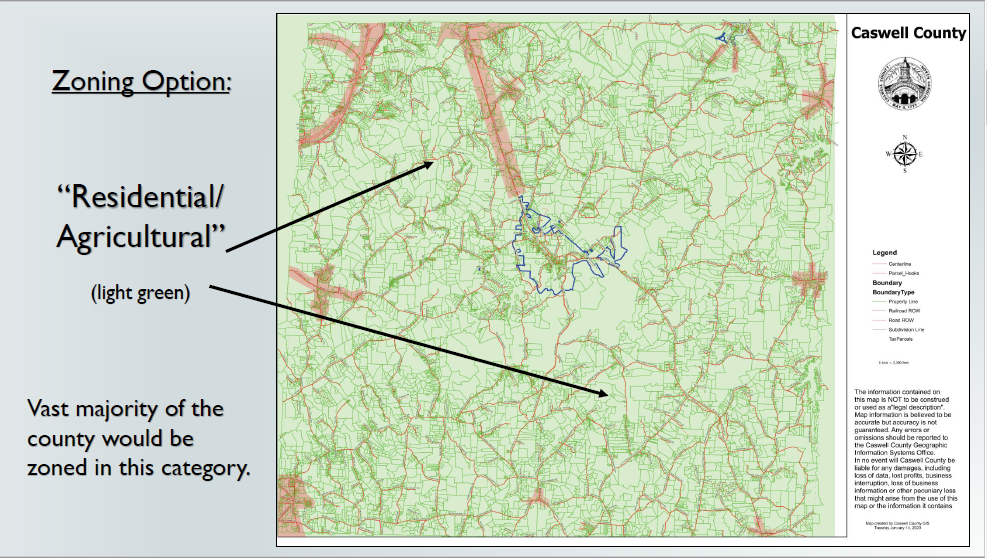 Zoning Option:
“Residential/
Agricultural”
(light green)
Vast majority of the
county would be
zoned in this category.
Caswell County
N
W
E
S
Legend
Centerline
Parcel_Hooks
Boundary
BoundaryType
Property Line
Railroad ROW
Road ROW
Subdivision Line
TaxParcels
The information contained on
this map is NOT to be construed
or used as a"legal description".
Map information is believed to be
accurate but accuracy is not
guaranteed. Any errors or
omissions should be reported to
the Caswell County Geographic
Information Systems Office.
In no event will Caswell County be
liable for any damages, including
loss of data, lost profits, business
interruption, loss of business
information or other pecuniary loss
that might arise from the use of this
map or the information it contains
Map created by Caswell County GIS
Tuesday January 14, 2020